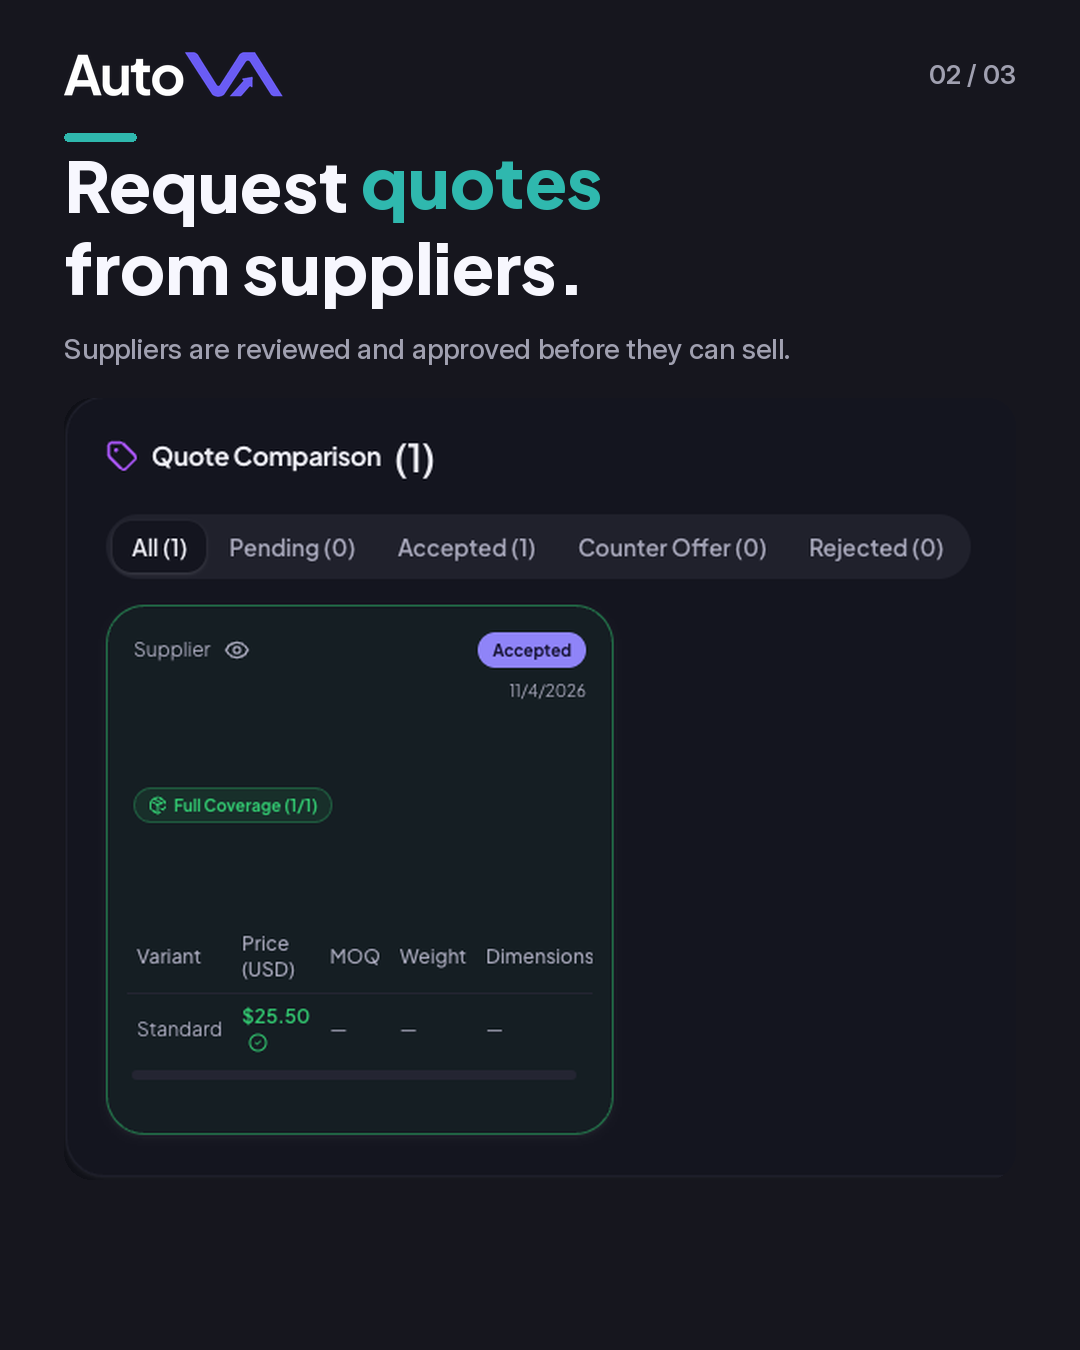 Auto VA
02 / 03
Request quotes
from suppliers.
Suppliers are reviewed and approved before they can sell.
Quote Comparison (1)
All (1) Pending (0) Accepted (1) Counter Offer (0) Rejected (0)
Supplier Accepted
11/4/2026
Full Coverage (1/1)
Variant Price (USD) MOQ Weight Dimensions
Standard $25.50 — — —